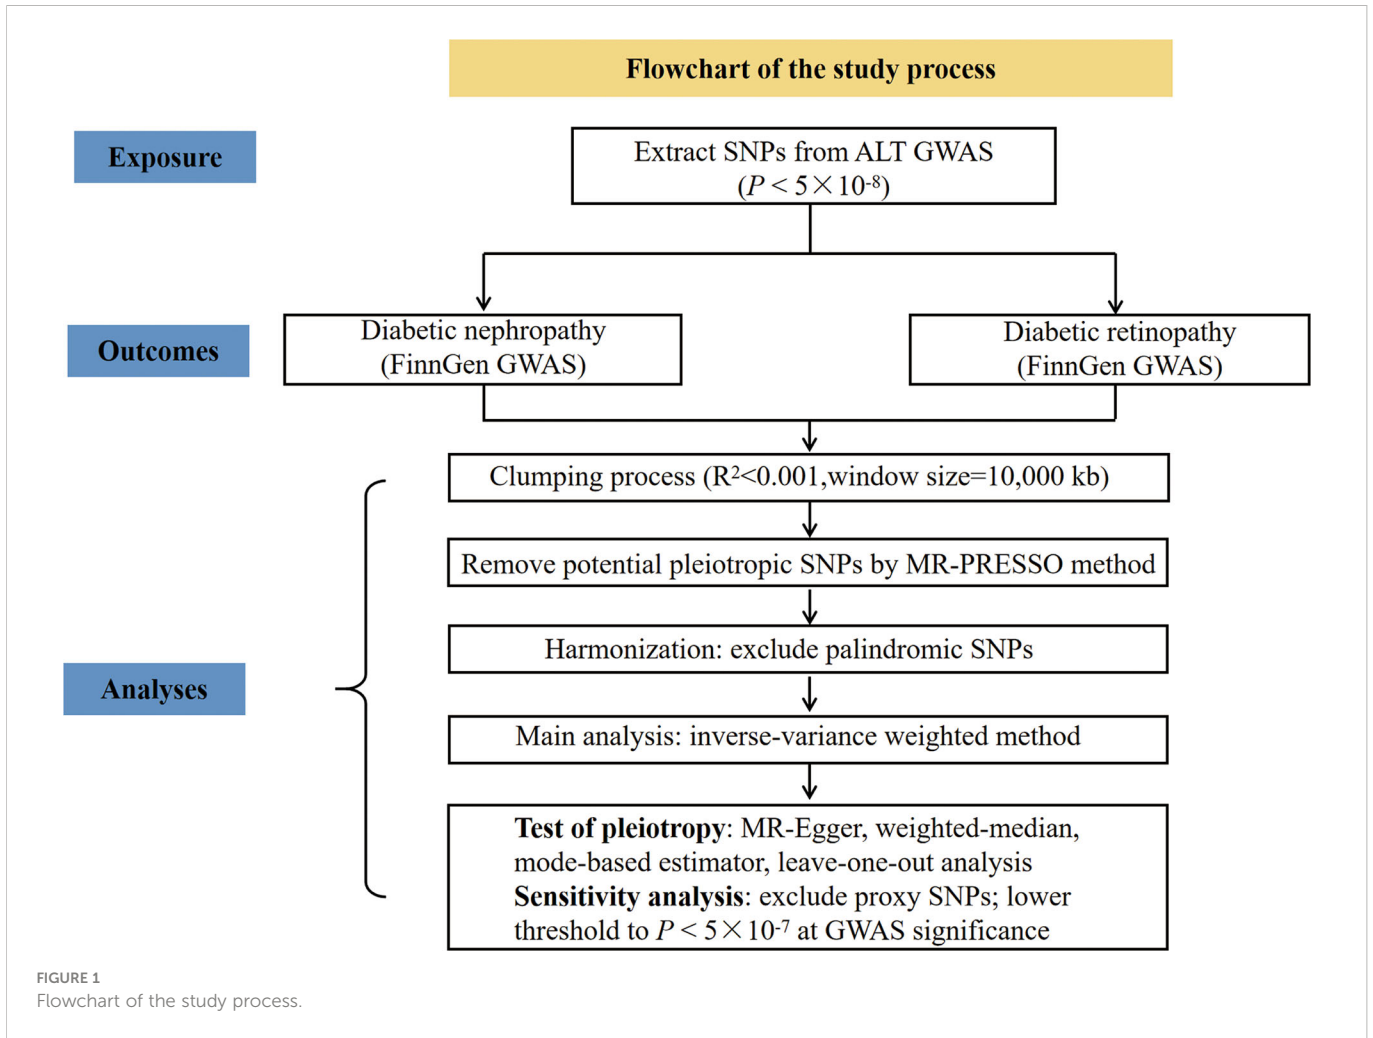 Flowchart of the study process
Exposure
Extract SNPs from ALT GWAS
(P < 5×10-8)
Outcomes
Diabetic nephropathy
(FinnGen GWAS)
Diabetic retinopathy
(FinnGen GWAS)
Analyses
Clumping process (R²<0.001,window size=10,000 kb)
Remove potential pleiotropic SNPs by MR-PRESSO method
Harmonization: exclude palindromic SNPs
Main analysis: inverse-variance weighted method
Test of pleiotropy: MR-Egger, weighted-median,
mode-based estimator, leave-one-out analysis
Sensitivity analysis: exclude proxy SNPs; lower
threshold to P < 5×10-7 at GWAS significance
FIGURE 1
Flowchart of the study process.